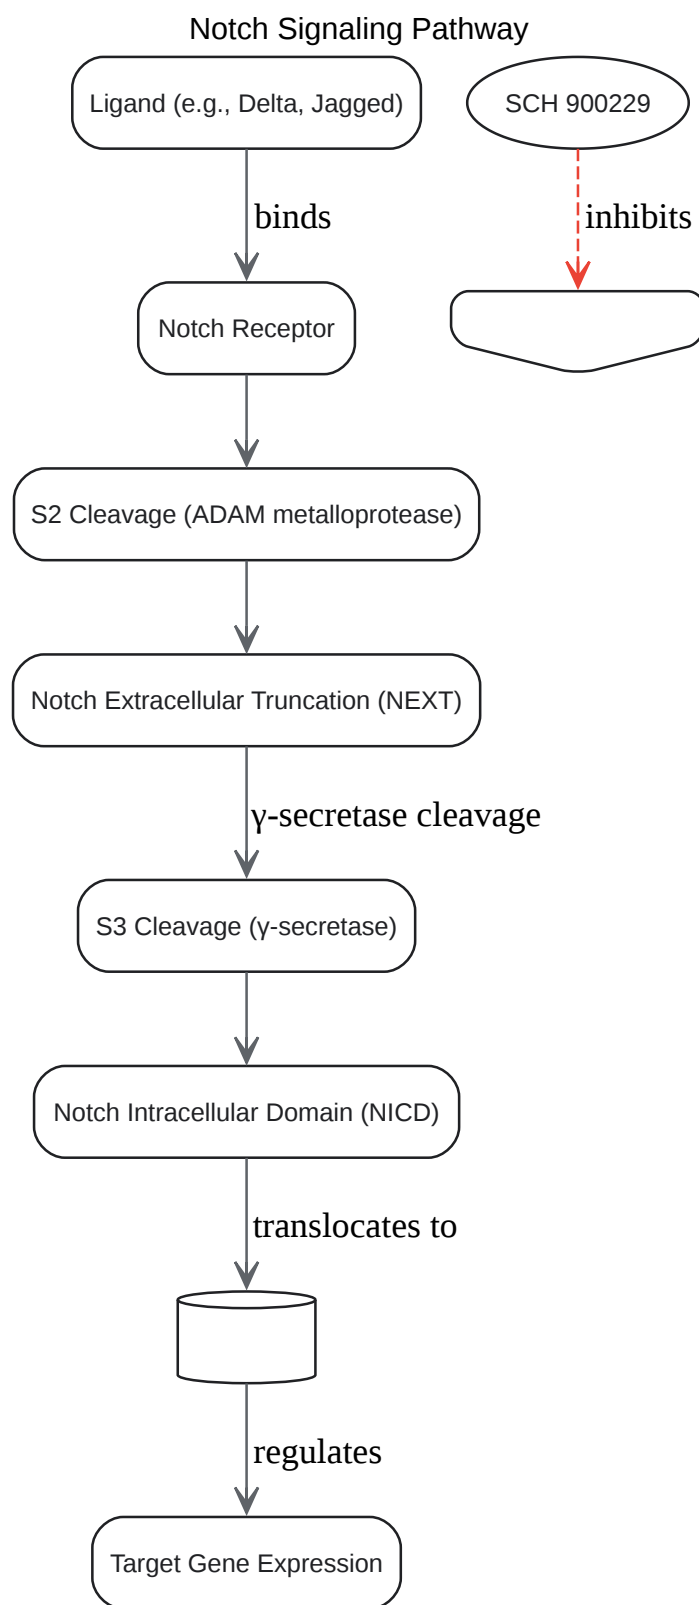 Notch Signaling Pathway
Ligand (e.g., Delta, Jagged)
SCH 900229
binds
inhibits
Notch Receptor
S2 Cleavage (ADAM metalloprotease)
Notch Extracellular Truncation (NEXT)
γ-secretase cleavage
S3 Cleavage (γ-secretase)
Notch Intracellular Domain (NICD)
translocates to
regulates
Target Gene Expression